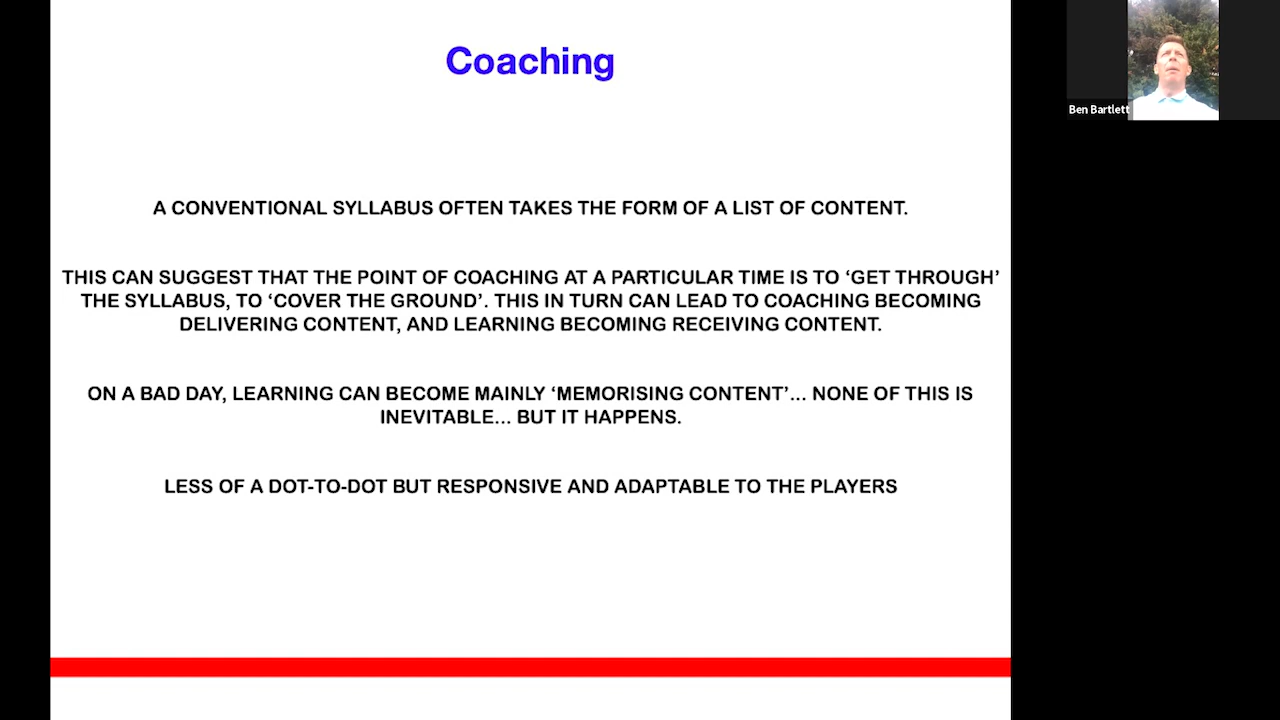 Coaching
Ben Bartlett
A CONVENTIONAL SYLLABUS OFTEN TAKES THE FORM OF A LIST OF CONTENT.
THIS CAN SUGGEST THAT THE POINT OF COACHING AT A PARTICULAR TIME IS TO ‘GET THROUGH’
THE SYLLABUS, TO ‘COVER THE GROUND’. THIS IN TURN CAN LEAD TO COACHING BECOMING
DELIVERING CONTENT, AND LEARNING BECOMING RECEIVING CONTENT.
ON A BAD DAY, LEARNING CAN BECOME MAINLY ‘MEMORISING CONTENT’... NONE OF THIS IS
INEVITABLE... BUT IT HAPPENS.
LESS OF A DOT-TO-DOT BUT RESPONSIVE AND ADAPTABLE TO THE PLAYERS